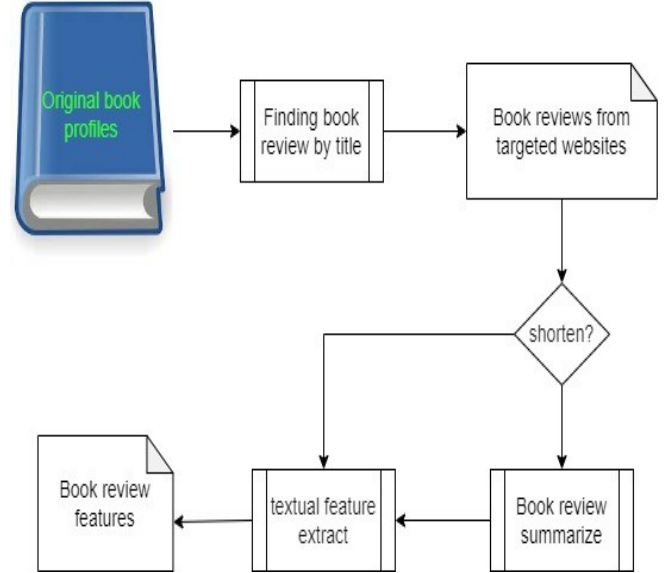 Original book
profiles
Finding book
review by title
Book reviews from
targeted websites
shorten?
Book review
features
textual feature
extract
Book review
summarize